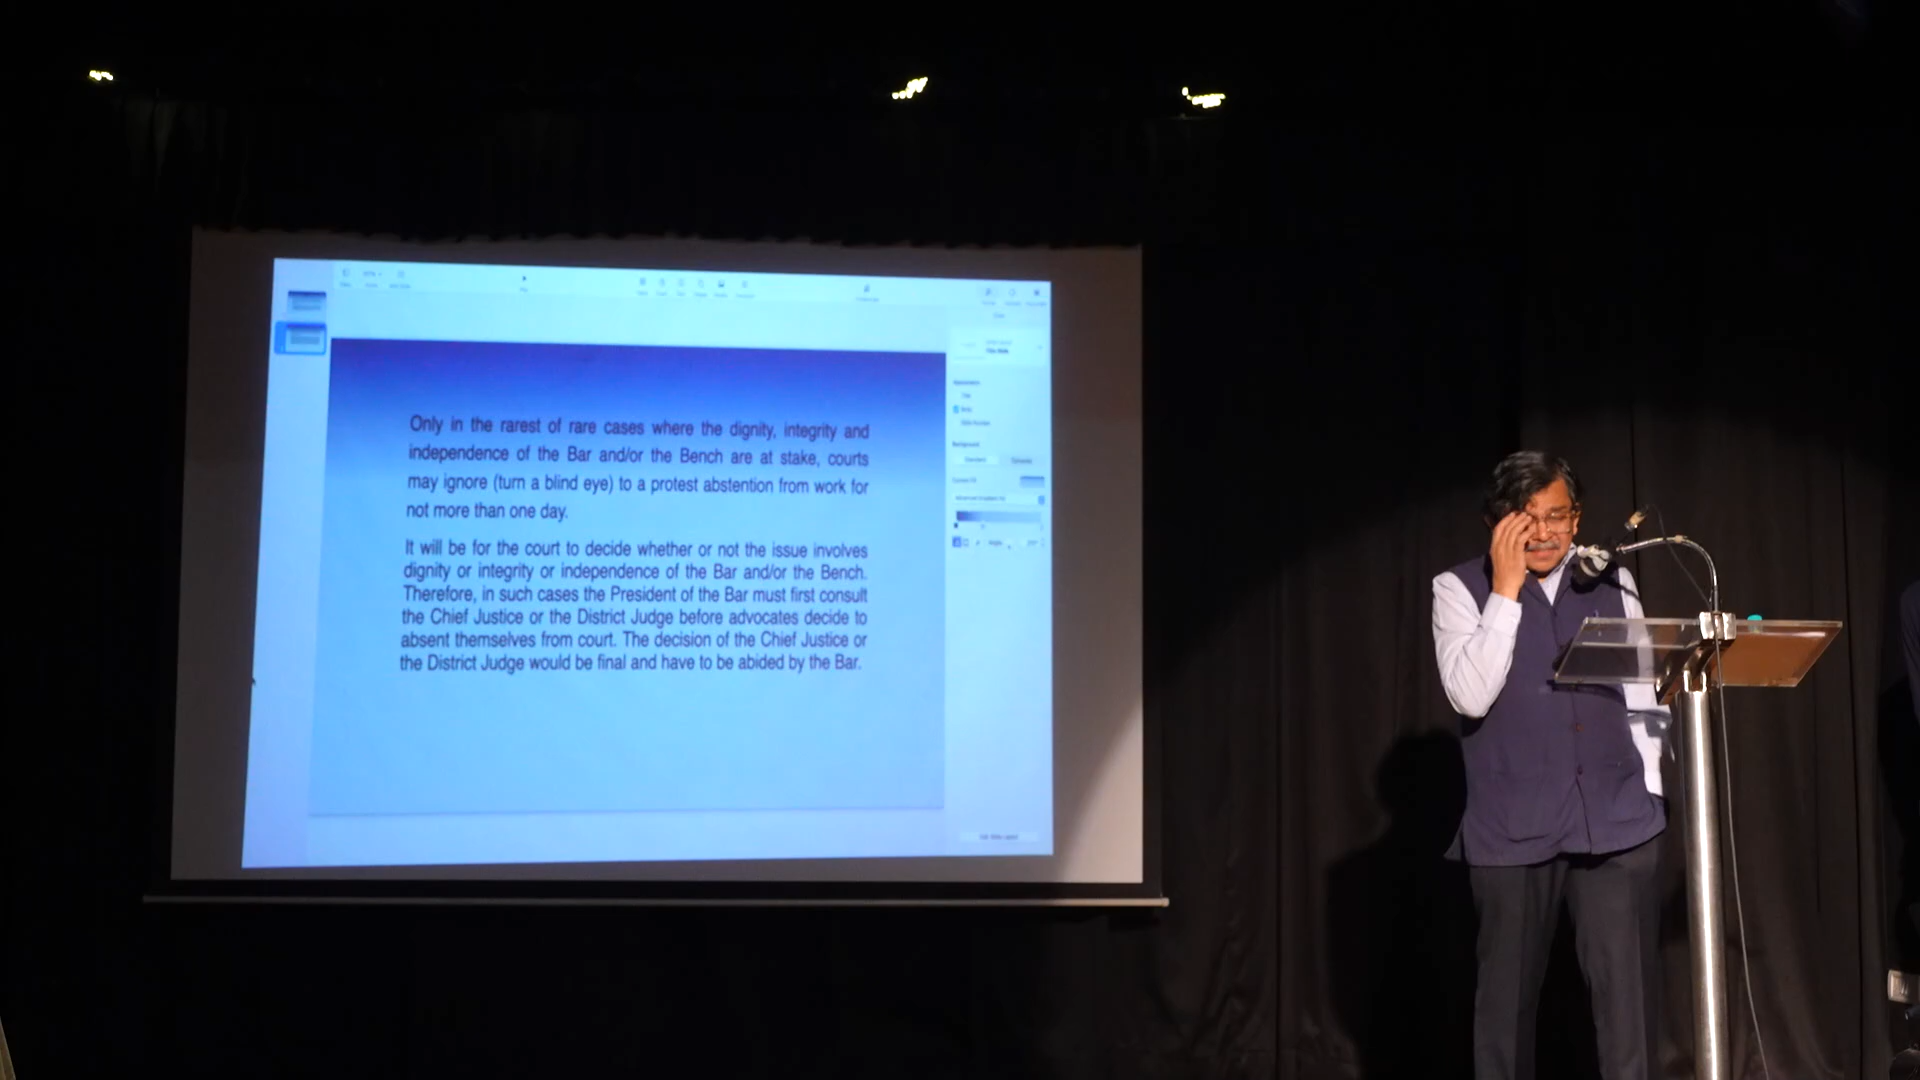 Only in the rarest of rare cases where the dignity, integrity and
independence of the Bar and/or the Bench are at stake, courts
may ignore (turn a blind eye) to a protest abstention from work for
not more than one day.
It will be for the court to decide whether or not the issue involves
dignity or integrity or independence of the Bar and/or the Bench.
Therefore, in such cases the President of the Bar must first consult
the Chief Justice or the District Judge before advocates decide to
absent themselves from court. The decision of the Chief Justice or
the District Judge would be final and have to be abided by the Bar.